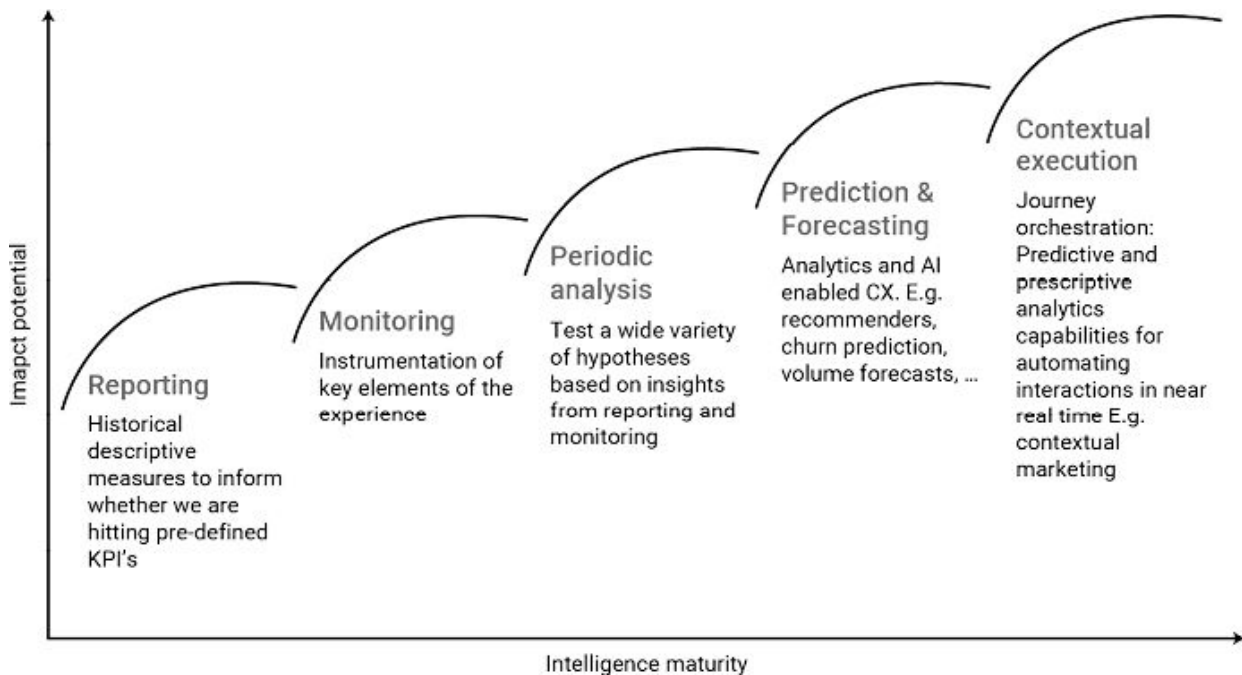 Imapct potential
Reporting
Historical
descriptive
measures to inform
whether we are
hitting pre-defined
KPI's
Monitoring
Instrumentation of
key elements of the
experience
Periodic
analysis
Test a wide variety
of hypotheses
based on insights
from reporting and
monitoring
Prediction &
Forecasting
Analytics and AI
enabled CX. E.g.
recommenders,
churn prediction,
volume forecasts, ...
Contextual
execution
Journey
orchestration:
Predictive and
prescriptive
analytics
capabilities for
automating
interactions in near
real time E.g.
contextual
marketing
Intelligence maturity